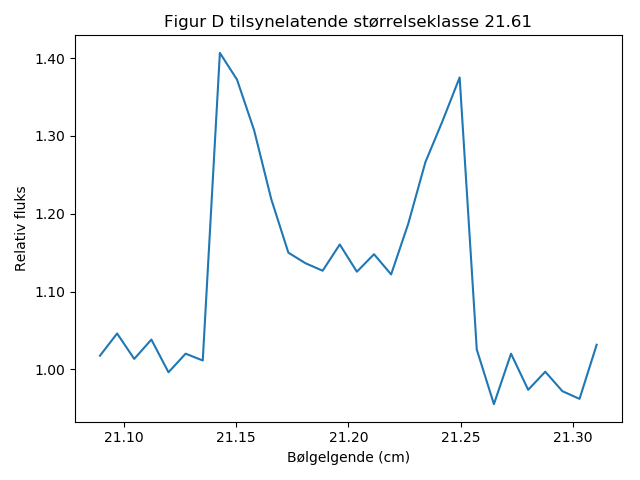 Figur D tilsynelatende størrelseklasse 21.61
1.40
1.30
1.20
1.10
1.00
Relativ fluks
21.10 21.15 21.20 21.25 21.30
Bølgelgende (cm)